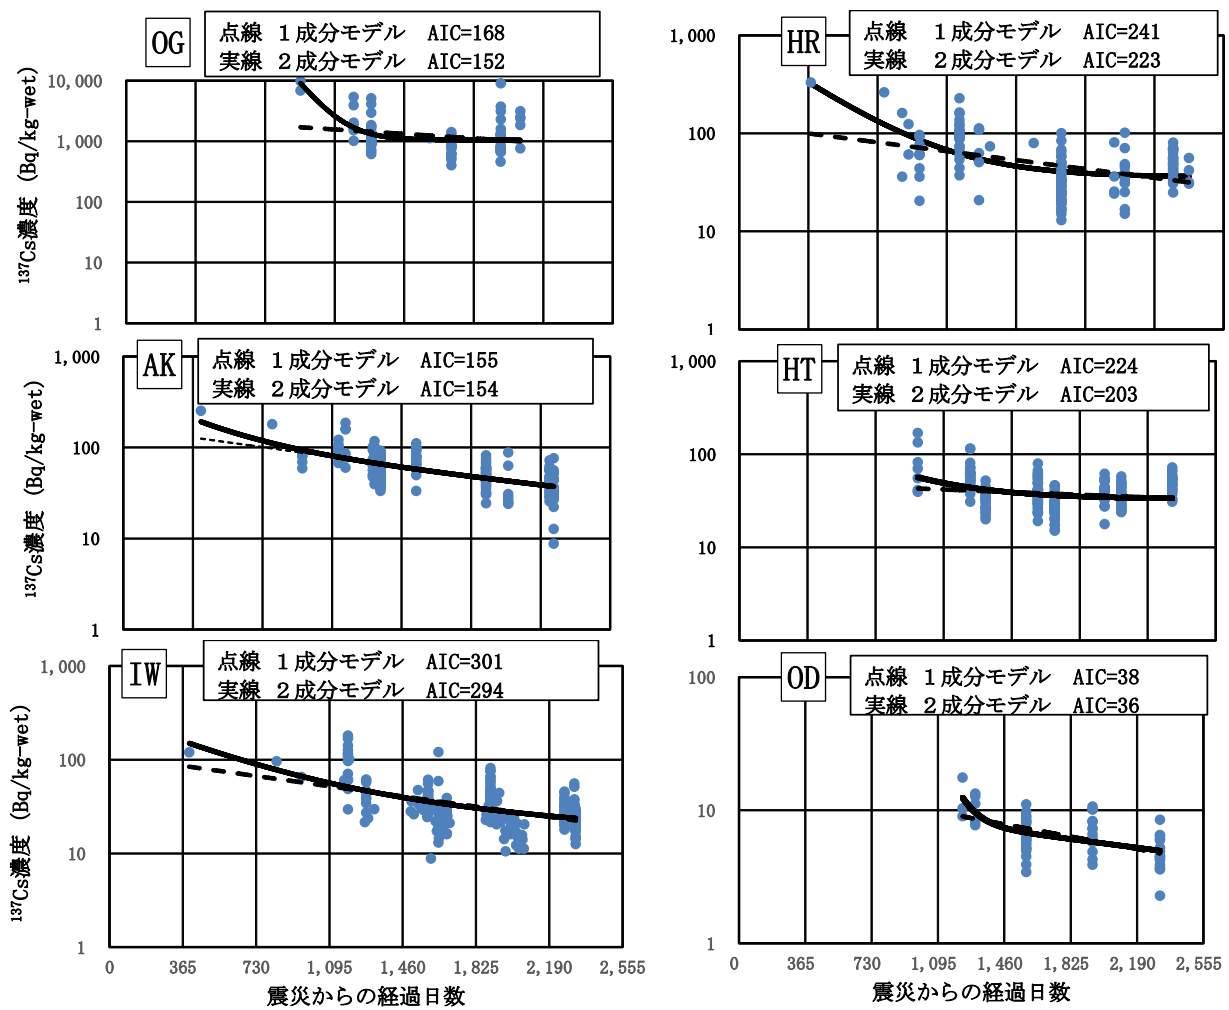 OG
点線 1成分モデル AIC=168
実線 2成分モデル AIC=152
10,000
1,000
100
10
1
¹³⁷Cs濃度 (Bq/kg-wet)
HR
点線 1成分モデル AIC=241
実線 2成分モデル AIC=223
1,000
100
10
1
AK
点線 1成分モデル AIC=155
実線 2成分モデル AIC=154
1,000
100
10
1
¹³⁷Cs濃度 (Bq/kg-wet)
HT
点線 1成分モデル AIC=224
実線 2成分モデル AIC=203
1,000
100
10
1
IW
点線 1成分モデル AIC=301
実線 2成分モデル AIC=294
1,000
100
10
1
¹³⁷Cs濃度 (Bq/kg-wet)
0 365 730 1,095 1,460 1,825 2,190 2,555
震災からの経過日数
OD
点線 1成分モデル AIC=38
実線 2成分モデル AIC=36
100
10
1
0 365 730 1,095 1,460 1,825 2,190 2,555
震災からの経過日数